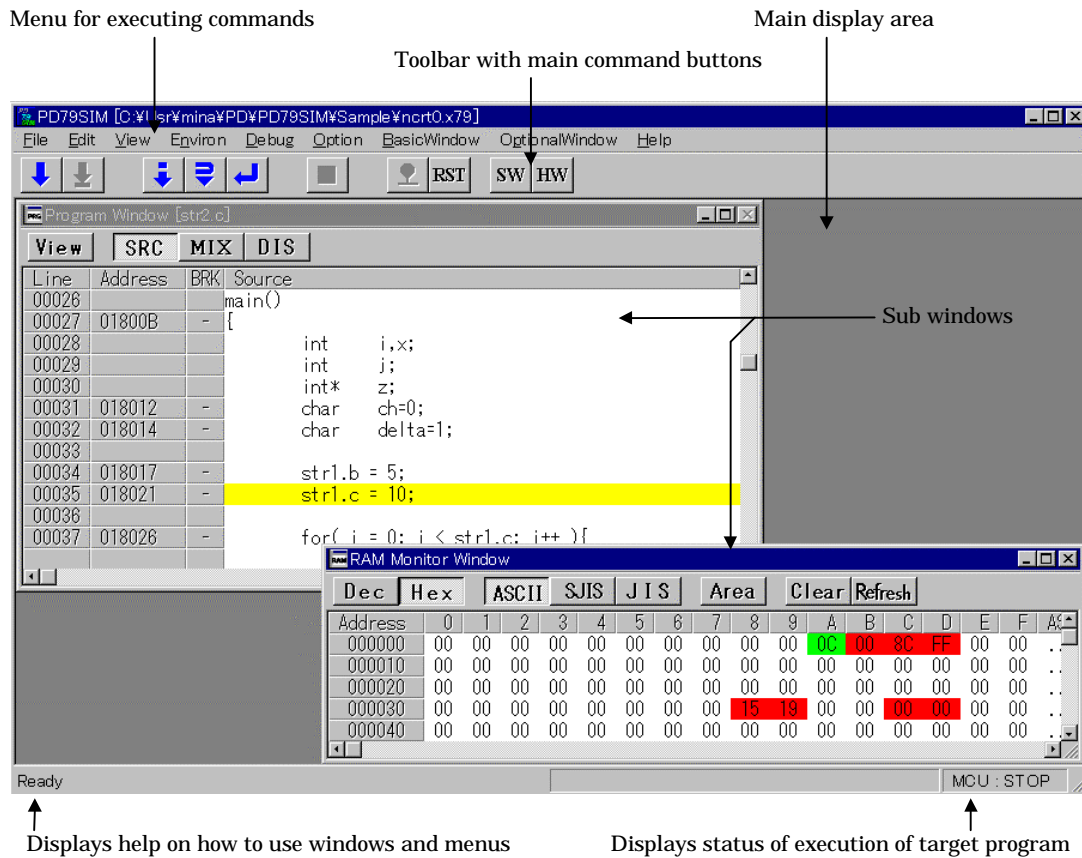 Menu for executing commands
Main display area
Toolbar with main command buttons
PD79SIM [C:¥Usr¥mina¥PD¥PD79SIM¥Sample¥ncrt0.x79]
File Edit View Environ Debug Option BasicWindow OptionalWindow Help
RST SW HW
PRG Program Window [str2.c]
View SRC MIX DIS
Line Address BRK Source
00026 main()
00027 01800B - {
00028 int i,x;
00029 int j;
00030 int* z;
00031 018012 - char ch=0;
00032 018014 - char delta=1;
00033
00034 018017 - str1.b = 5;
00035 018021 - str1.c = 10;
00036
00037 018026 - for( i = 0; i < str1.c; i++ ){
Sub windows
RAM RAM Monitor Window
Dec Hex ASCII SJIS JIS Area Clear Refresh
Address 0 1 2 3 4 5 6 7 8 9 A B C D E F AS
000000 00 00 00 00 00 00 00 00 00 00 0C 00 8C FF 00 00 ..
000010 00 00 00 00 00 00 00 00 00 00 00 00 00 00 00 00 ..
000020 00 00 00 00 00 00 00 00 00 00 00 00 00 00 00 00 ..
000030 00 00 00 00 00 00 00 00 15 19 00 00 00 00 00 00 ..
000040 00 00 00 00 00 00 00 00 00 00 00 00 00 00 00 00 ..
Ready
MCU : STOP
Displays help on how to use windows and menus
Displays status of execution of target program